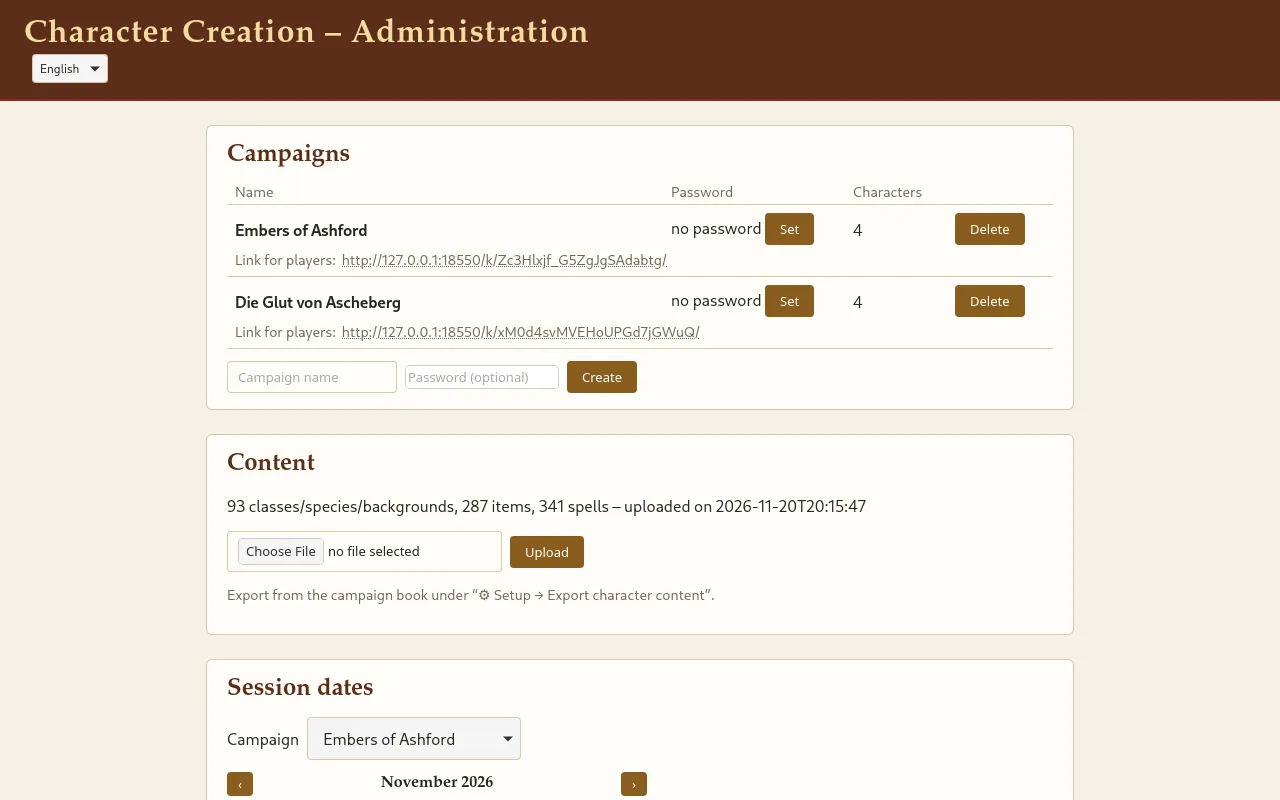 Character Creation – Administration
English
Campaigns
Name Password Characters
Embers of Ashford no password Set 4 Delete
Link for players: http://127.0.0.1:18550/k/Zc3Hlxjf_G5ZgJgSAdabtg/
Die Glut von Ascheberg no password Set 4 Delete
Link for players: http://127.0.0.1:18550/k/xM0d4svMVEHoUPGd7jGWuQ/
Campaign name Password (optional) Create
Content
93 classes/species/backgrounds, 287 items, 341 spells – uploaded on 2026-11-20T20:15:47
Choose File no file selected Upload
Export from the campaign book under “⚙ Setup → Export character content”.
Session dates
Campaign Embers of Ashford
‹ November 2026 ›